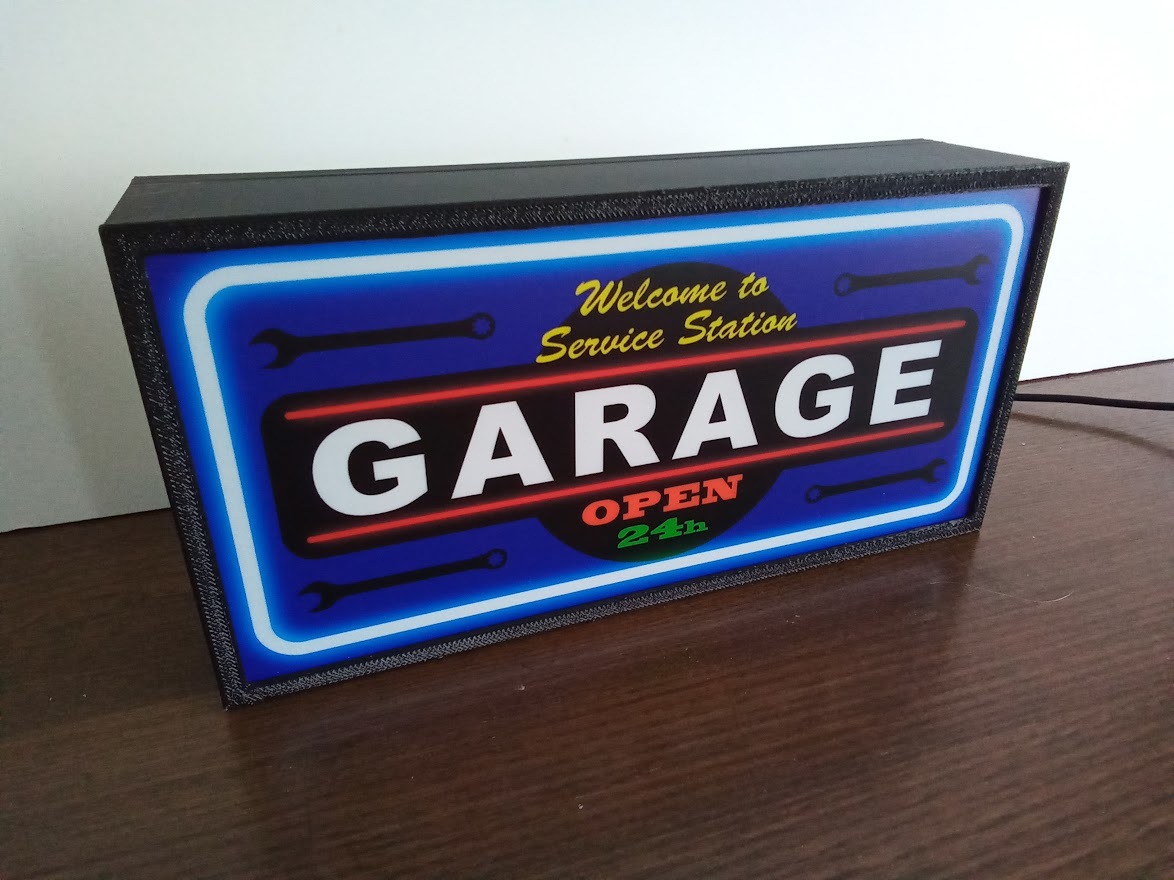 Welcome to
Service Station
GARAGE
OPEN
24h